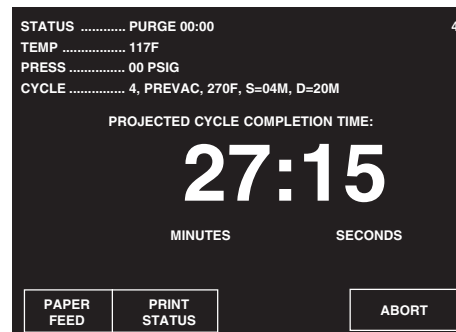 STATUS ............ PURGE 00:00 4
TEMP ................. 117F
PRESS ............... 00 PSIG
CYCLE ............... 4, PREVAC, 270F, S=04M, D=20M
PROJECTED CYCLE COMPLETION TIME:
27:15
MINUTES SECONDS
PAPER FEED
PRINT STATUS
ABORT